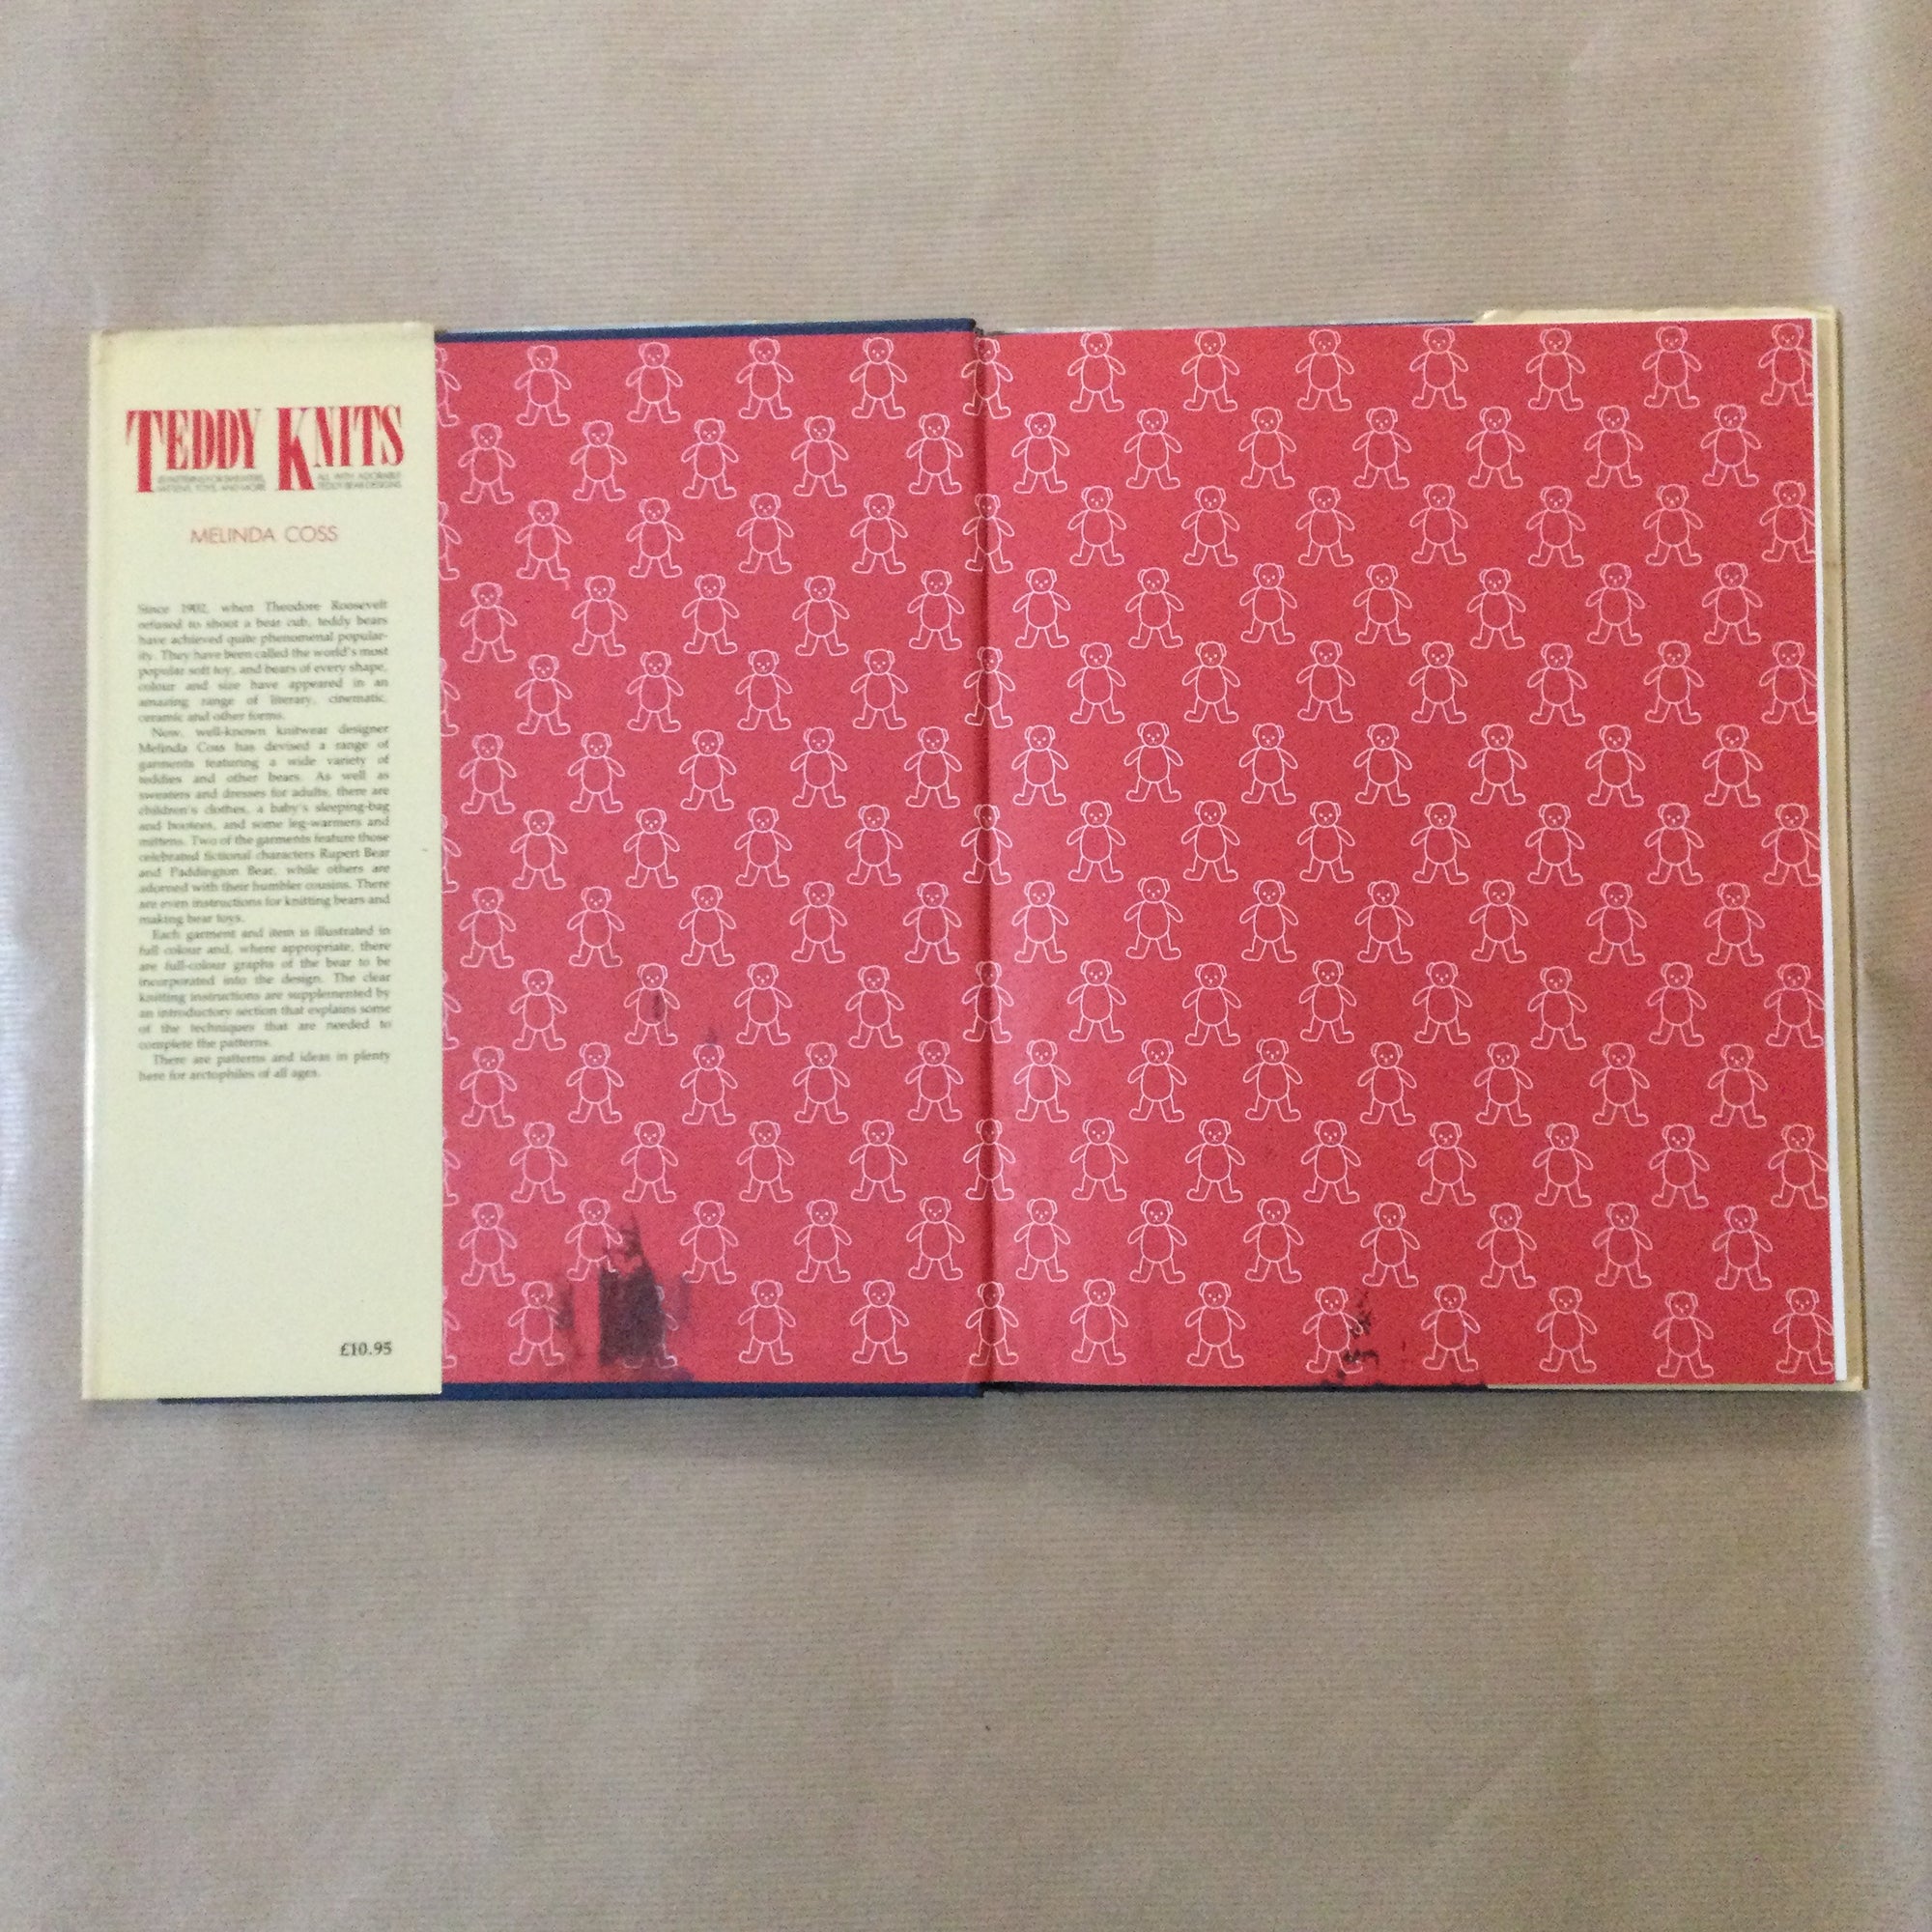 TEDDY KNITS
ALL WITH ADORABLE
TEDDY BEAR DESIGNS
MELINDA COSS
Since 1902, when Theodore Roosevelt
refused to shoot a bear cub, teddy bears
have achieved quite phenomenal popular-
ity. They have been called the world's most
popular soft toy, and bears of every shape,
colour and size have appeared in an
amazing range of literary, cinematic,
ceramic and other forms.
Now, well-known knitwear designer
Melinda Coss has devised a range of
garments featuring a wide variety of
teddies and other bears. As well as
sweaters and dresses for adults, there are
children's clothes, a baby's sleeping-bag
and bootees, and some leg-warmers and
mittens. Two of the garments feature those
celebrated fictional characters Rupert Bear
and Paddington Bear, while others are
adorned with their humbler cousins. There
are even instructions for knitting bears and
making bear toys.
Each garment and item is illustrated in
full colour and, where appropriate, there
are full-colour graphs of the bear to be
incorporated into the design. The clear
knitting instructions are supplemented by
an introductory section that explains some
of the techniques that are needed to
complete the patterns.
There are patterns and ideas in plenty
here for arctophiles of all ages.
£10.95